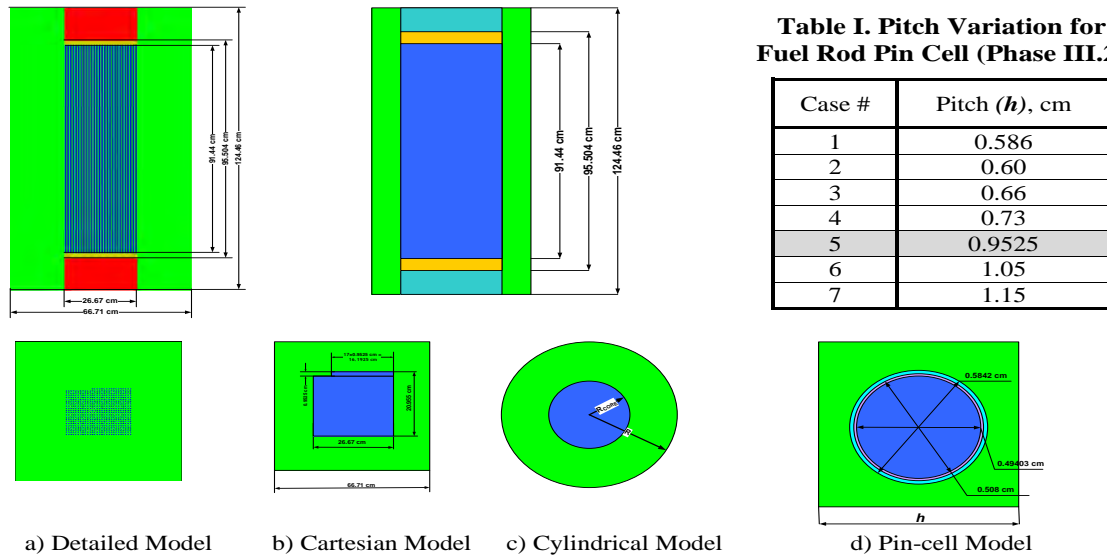 91.44 cm
95.504 cm
124.46 cm
26.67 cm
66.71 cm
91.44 cm
95.504 cm
124.46 cm
Table I. Pitch Variation for
Fuel Rod Pin Cell (Phase III.2
Case # Pitch (h), cm
1 0.586
2 0.60
3 0.66
4 0.73
5 0.9525
6 1.05
7 1.15
16.1925 cm
26.67 cm
66.71 cm
RCORE
R
0.5842 cm
0.49403 cm
0.508 cm
h
a) Detailed Model b) Cartesian Model c) Cylindrical Model d) Pin-cell Model